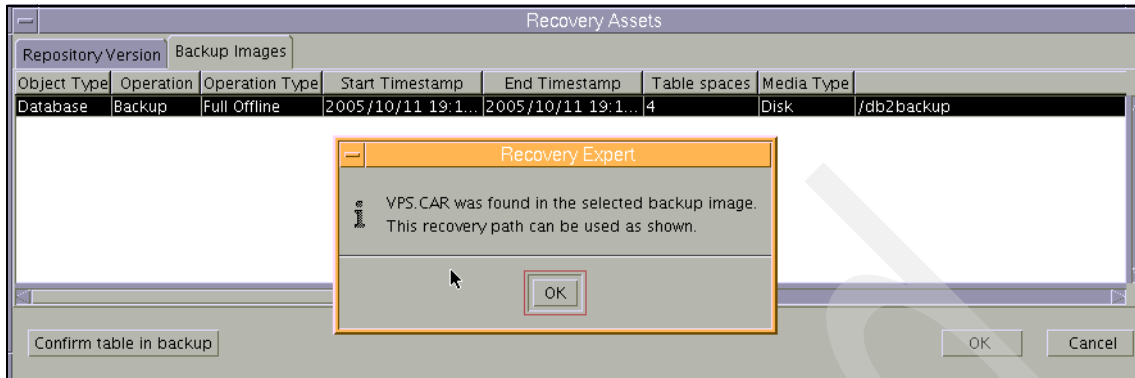 Recovery Assets
Repository Version Backup Images
Object Type Operation Operation Type Start Timestamp End Timestamp Table spaces Media Type
Database Backup Full Offline 2005/10/11 19:1... 2005/10/11 19:1... 4 Disk /db2backup
Recovery Expert
VPS.CAR was found in the selected backup image.
This recovery path can be used as shown.
OK
Confirm table in backup OK Cancel